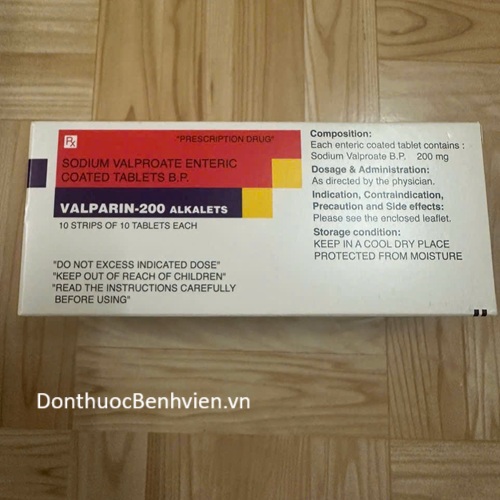 Rx
"PRESCRIPTION DRUG"
SODIUM VALPROATE ENTERIC
COATED TABLETS B.P.
VALPARIN-200 ALKALETS
10 STRIPS OF 10 TABLETS EACH
"DO NOT EXCESS INDICATED DOSE"
"KEEP OUT OF REACH OF CHILDREN"
"READ THE INSTRUCTIONS CAREFULLY
BEFORE USING"
Composition:
Each enteric coated tablet contains :
Sodium Valproate B.P. 200 mg
Dosage & Administration:
As directed by the physician.
Indication, Contraindication,
Precaution and Side effects:
Please see the enclosed leaflet.
Storage condition:
KEEP IN A COOL DRY PLACE
PROTECTED FROM MOISTURE
DonthuocBenhvien.vn